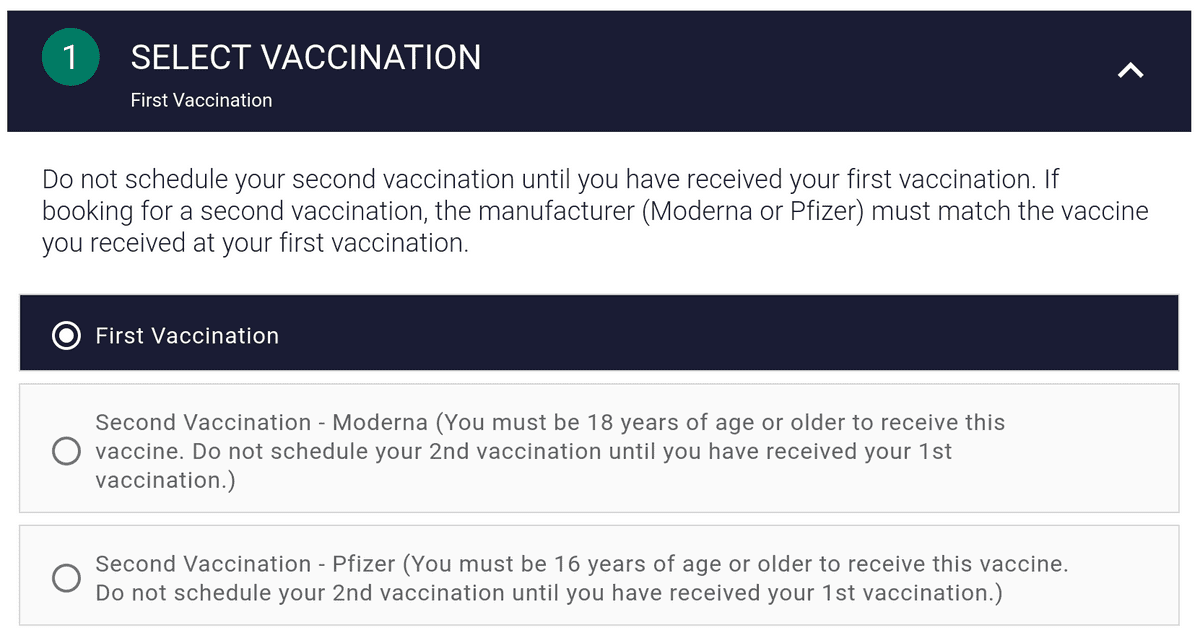 1
SELECT VACCINATION
First Vaccination
Do not schedule your second vaccination until you have received your first vaccination. If
booking for a second vaccination, the manufacturer (Moderna or Pfizer) must match the vaccine
you received at your first vaccination.
First Vaccination
Second Vaccination - Moderna (You must be 18 years of age or older to receive this
vaccine. Do not schedule your 2nd vaccination until you have received your 1st
vaccination.)
Second Vaccination - Pfizer (You must be 16 years of age or older to receive this vaccine.
Do not schedule your 2nd vaccination until you have received your 1st vaccination.)